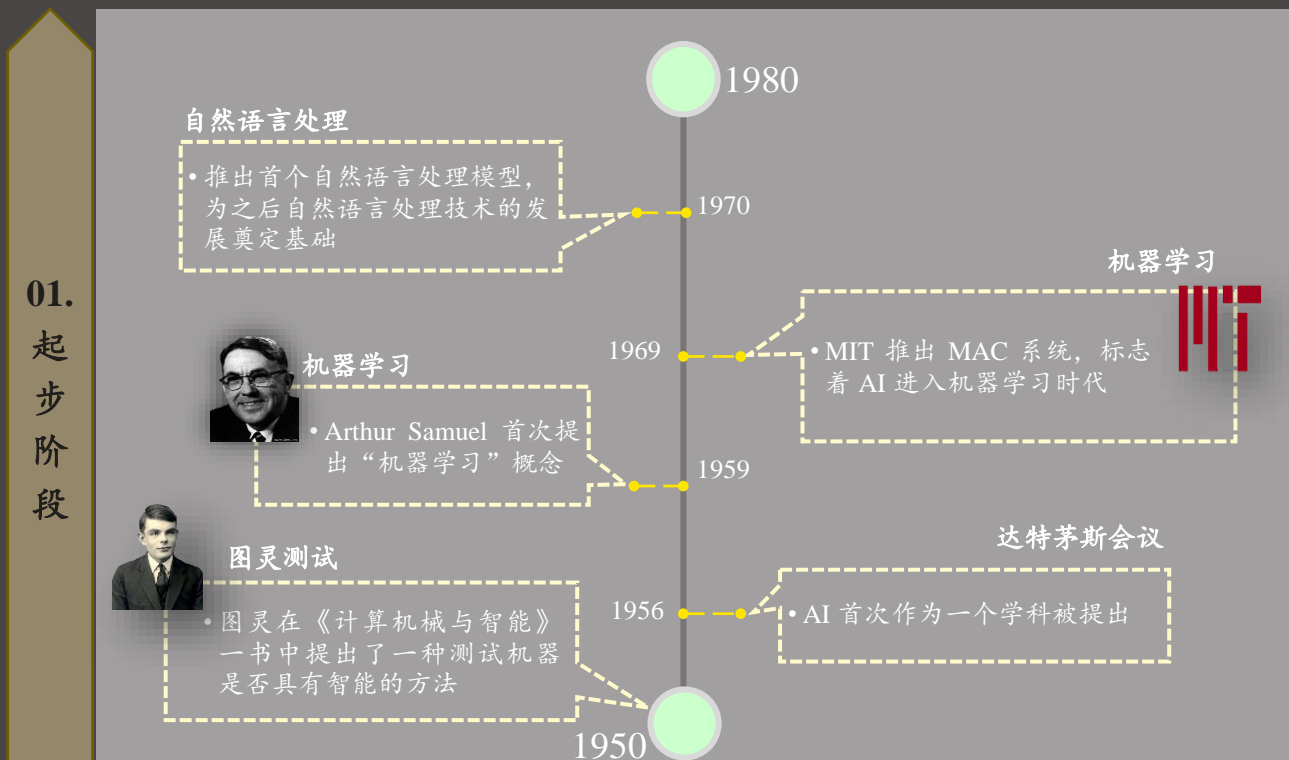 01.
起
步
阶
段
1980
自然语言处理
• 推出首个自然语言处理模型，
为之后自然语言处理技术的发
展奠定基础
1970
机器学习
1969
• MIT 推出 MAC 系统，标志
着 AI 进入机器学习时代
机器学习
• Arthur Samuel 首次提
出“机器学习”概念
1959
达特茅斯会议
图灵测试
1956
• AI 首次作为一个学科被提出
• 图灵在《计算机械与智能》
一书中提出了一种测试机器
是否具有智能的方法
1950